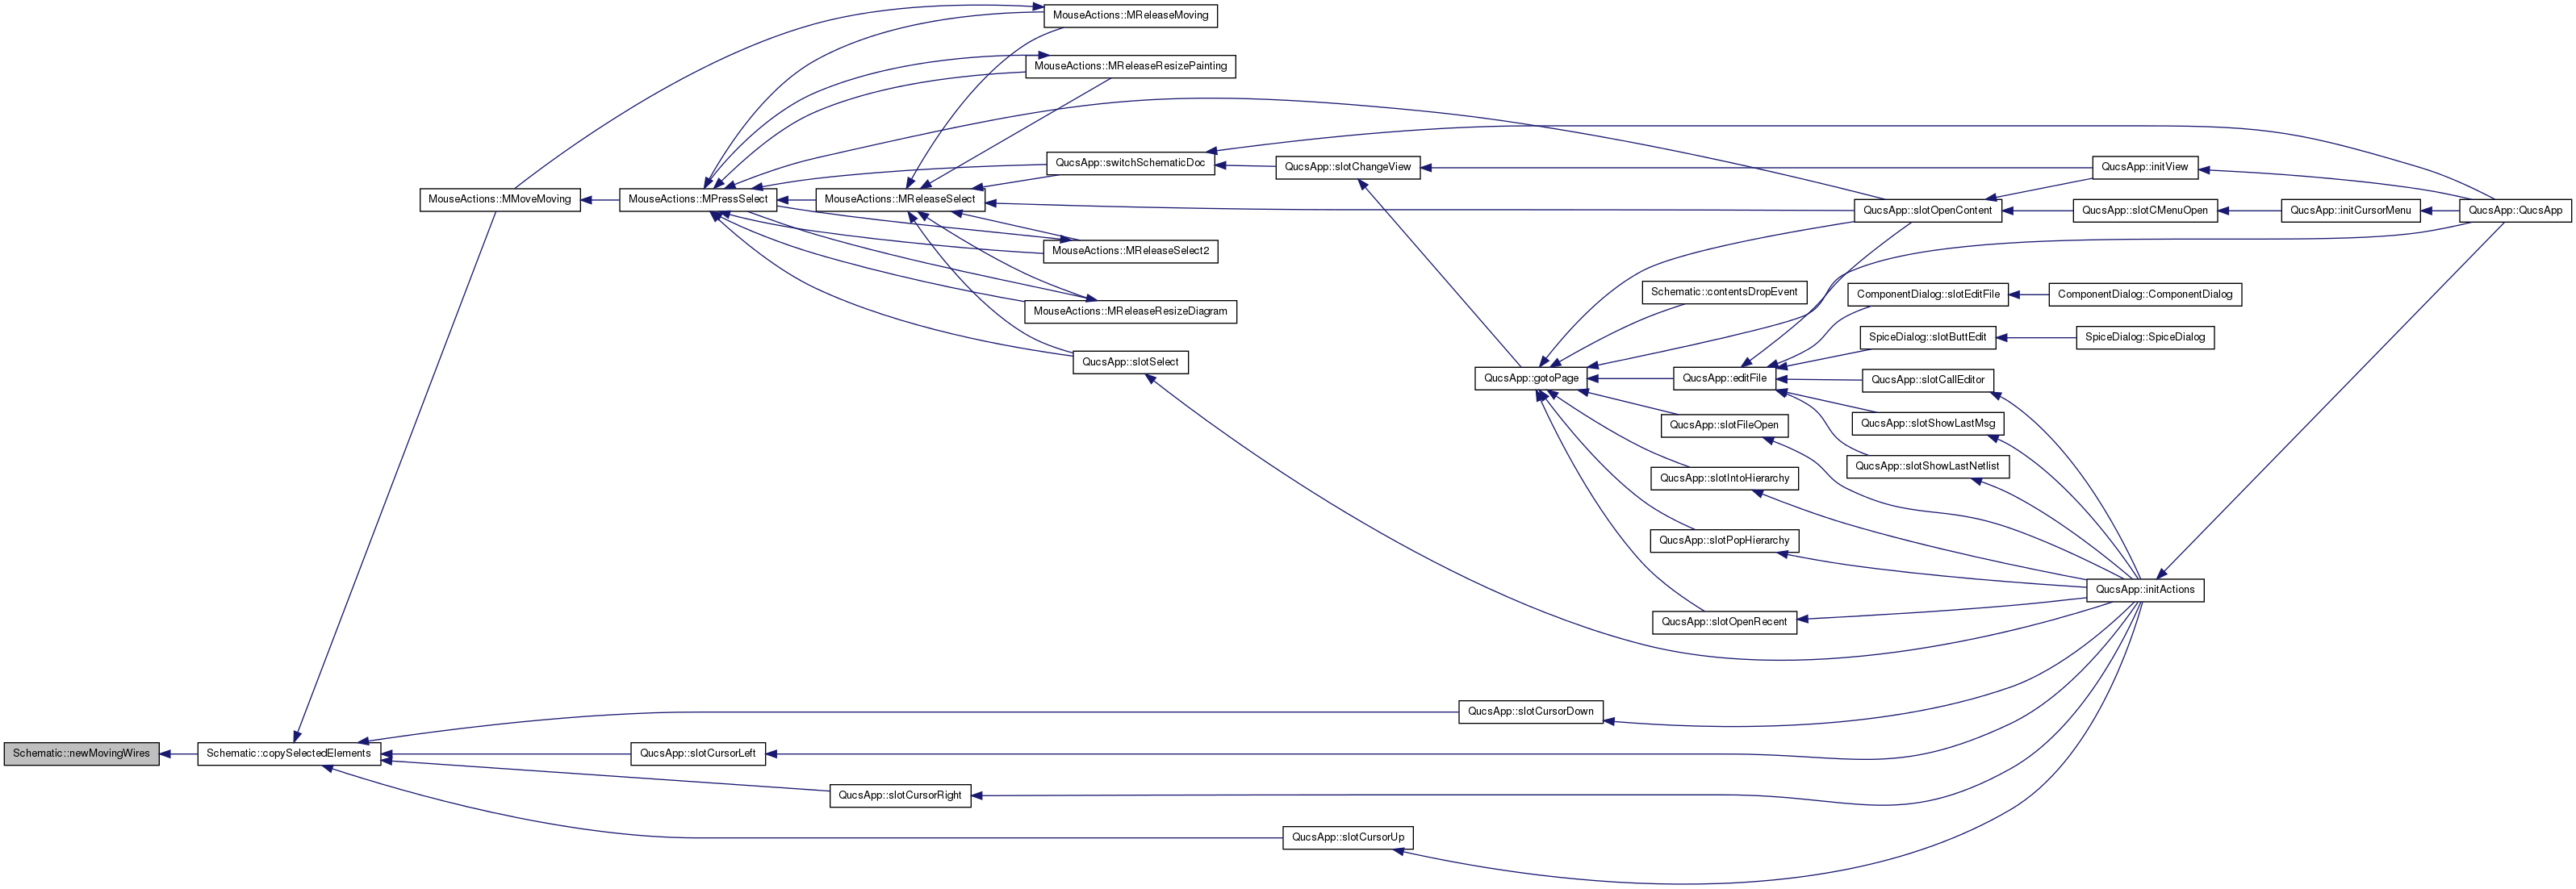 MouseActions::MReleaseMoving
MouseActions::MReleaseResizePainting
QucsApp::switchSchematicDoc
QucsApp::slotChangeView
QucsApp::initView
MouseActions::MMoveMoving
MouseActions::MPressSelect
MouseActions::MReleaseSelect
QucsApp::slotOpenContent
QucsApp::slotCMenuOpen
QucsApp::initCursorMenu
QucsApp::QucsApp
MouseActions::MReleaseSelect2
Schematic::contentsDropEvent
ComponentDialog::slotEditFile
ComponentDialog::ComponentDialog
MouseActions::MReleaseResizeDiagram
SpiceDialog::slotButtEdit
SpiceDialog::SpiceDialog
QucsApp::slotSelect
QucsApp::gotoPage
QucsApp::editFile
QucsApp::slotCallEditor
QucsApp::slotFileOpen
QucsApp::slotShowLastMsg
QucsApp::slotShowLastNetlist
QucsApp::slotIntoHierarchy
QucsApp::slotPopHierarchy
QucsApp::initActions
QucsApp::slotOpenRecent
QucsApp::slotCursorDown
Schematic::newMovingWires
Schematic::copySelectedElements
QucsApp::slotCursorLeft
QucsApp::slotCursorRight
QucsApp::slotCursorUp